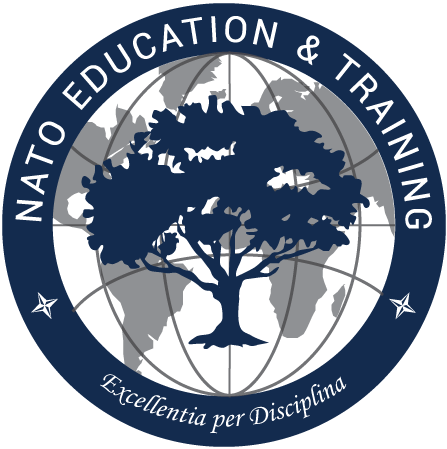 NATO EDUCATION & TRAINING
Excellentia per Disciplina